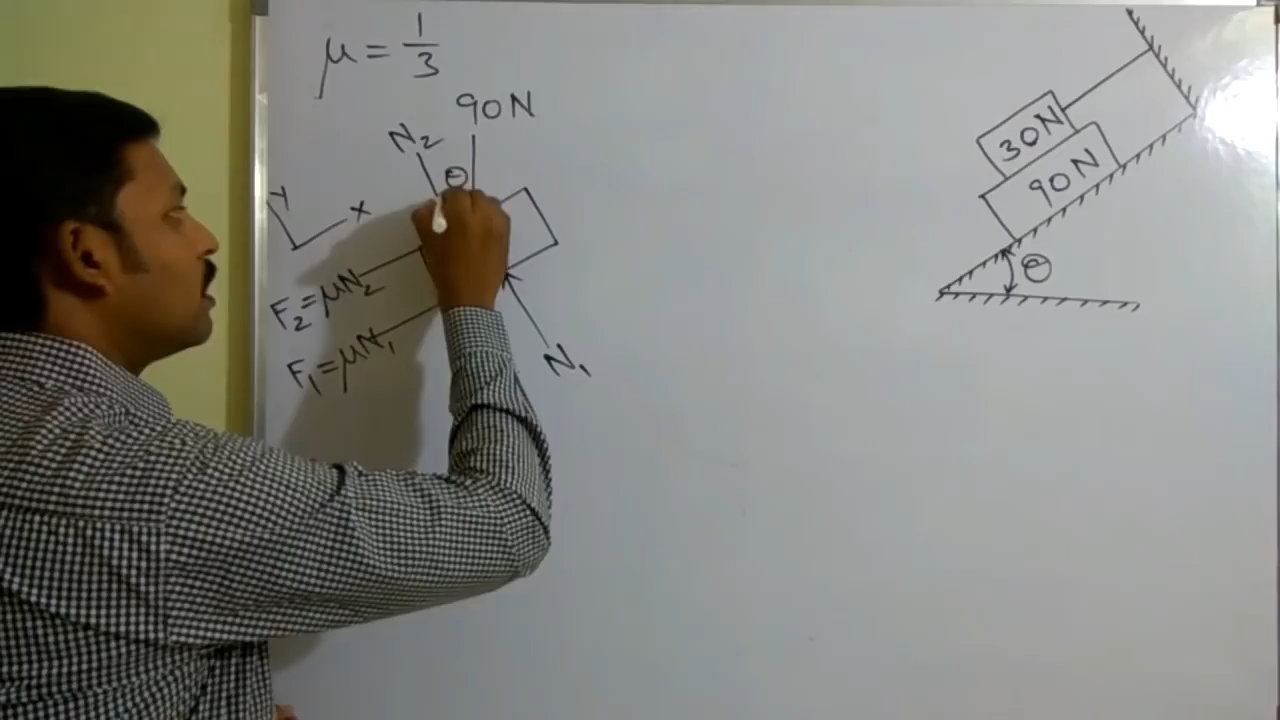 μ = 1/3
90N
N₂
θ
Y
X
F₂ = μN₂
F₁ = μN₁
N₁
30N
90N
θ